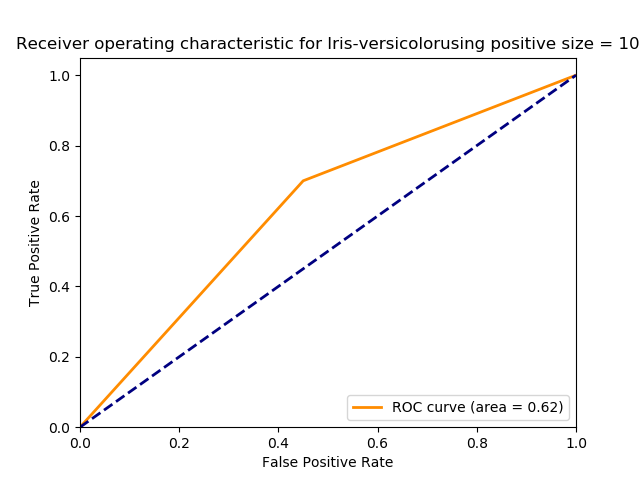 Receiver operating characteristic for Iris-versicolorusing positive size = 10
1.0
0.8
0.6
0.4
0.2
0.0
True Positive Rate
ROC curve (area = 0.62)
0.0 0.2 0.4 0.6 0.8 1.0
False Positive Rate